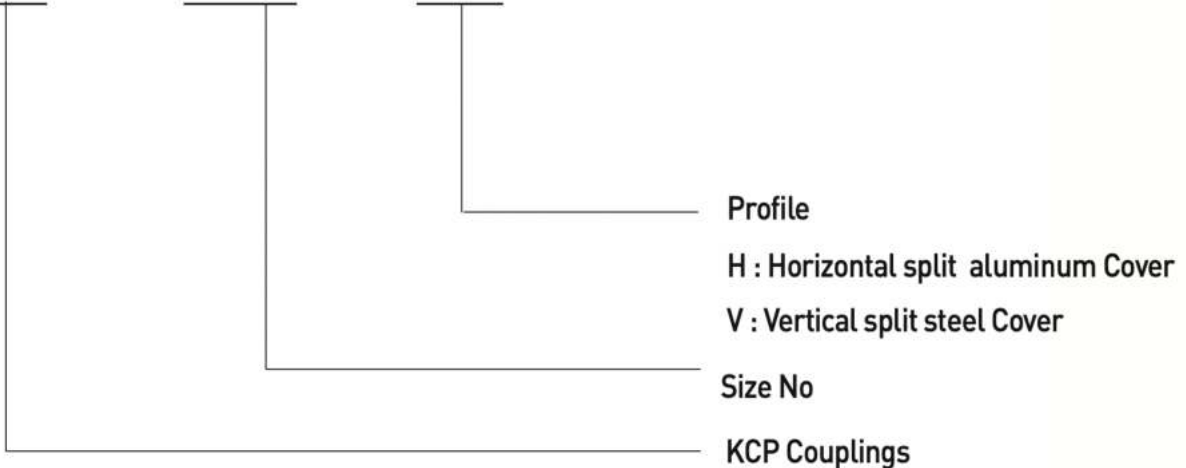 Profile
H : Horizontal split aluminum Cover
V : Vertical split steel Cover
Size No
KCP Couplings